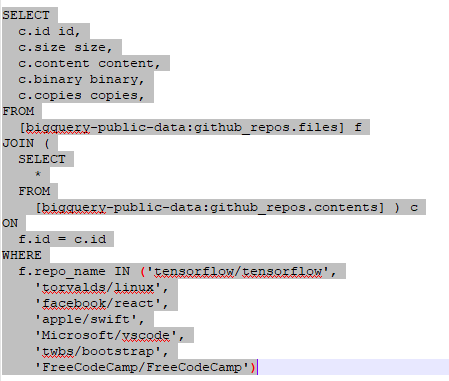 SELECT
  c.id id,
  c.size size,
  c.content content,
  c.binary binary,
  c.copies copies,
FROM
  [bigquery-public-data:github_repos.files] f
JOIN (
  SELECT
    *
  FROM
    [bigquery-public-data:github_repos.contents] ) c
ON
  f.id = c.id
WHERE
  f.repo_name IN ('tensorflow/tensorflow',
    'torvalds/linux',
    'facebook/react',
    'apple/swift',
    'Microsoft/vscode',
    'twbs/bootstrap',
    'FreeCodeCamp/FreeCodeCamp')